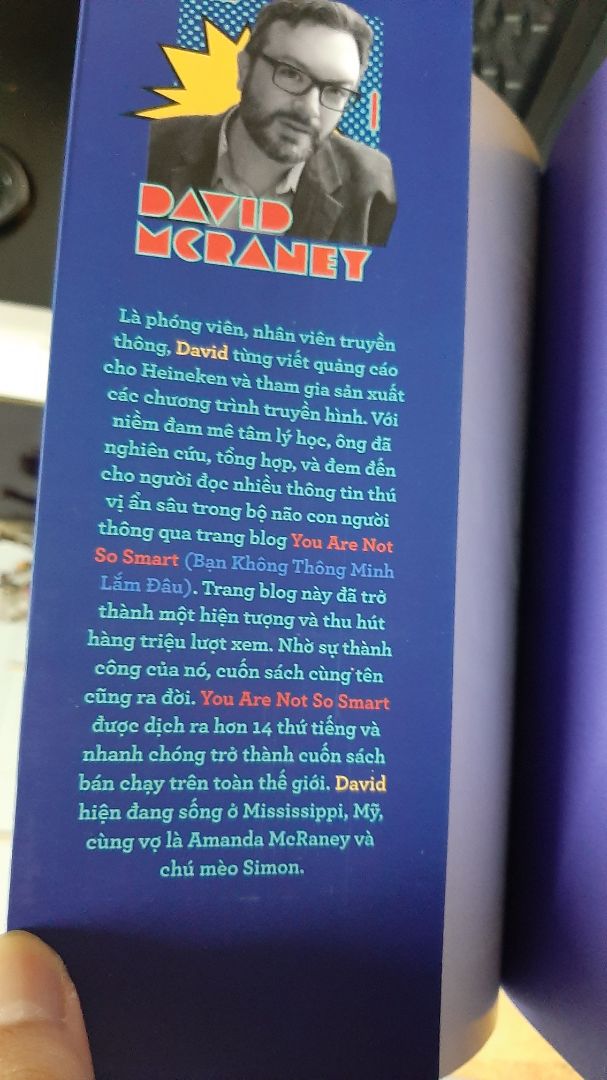 DAVID
MCRANEY
Là phóng viên, nhân viên truyền
thông, David từng viết quảng cáo
cho Heineken và tham gia sản xuất
các chương trình truyền hình. Với
niềm đam mê tâm lý học, ông đã
nghiên cứu, tổng hợp, và đem đến
cho người đọc nhiều thông tin thú
vị ẩn sâu trong bộ não con người
thông qua trang blog You Are Not
So Smart (Bạn Không Thông Minh
Lắm Đâu). Trang blog này đã trở
thành một hiện tượng và thu hút
hàng triệu lượt xem. Nhờ sự thành
công của nó, cuốn sách cùng tên
cũng ra đời. You Are Not So Smart
được dịch ra hơn 14 thứ tiếng và
nhanh chóng trở thành cuốn sách
bán chạy trên toàn thế giới. David
hiện đang sống ở Mississippi, Mỹ,
cùng vợ là Amanda McRaney và
chú mèo Simon.